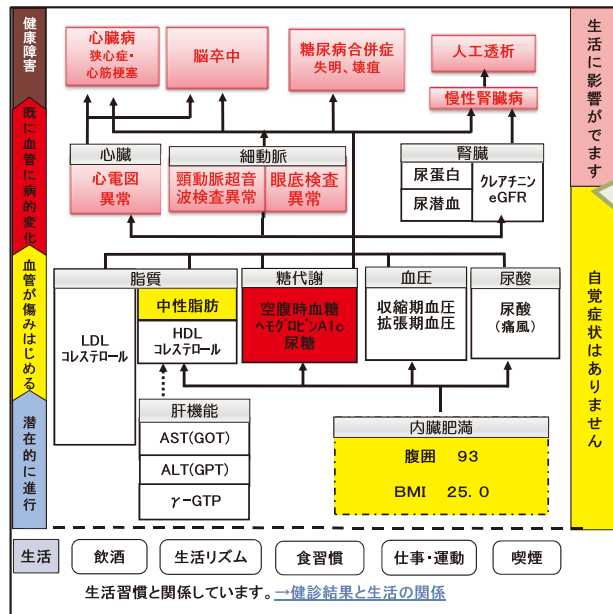 健康障害
心臓病
狭心症・
心筋梗塞
脳卒中
糖尿病合併症
失明、壊疽
人工透析
慢性腎臓病
生活に影響がでます
既に血管に病的変化
心臓
心電図
異常
細動脈
頸動脈超音
波検査異常
眼底検査
異常
腎臓
尿蛋白
尿潜血
クレアチニン
eGFR
血管が傷みはじめる
脂質
LDL
コレステロール
中性脂肪
HDL
コレステロール
糖代謝
空腹時血糖
ヘモグロビンA1c
尿糖
血圧
収縮期血圧
拡張期血圧
尿酸
尿酸
(痛風)
自覚症状はありません
潜在的に進行
肝機能
AST(GOT)
ALT(GPT)
γ-GTP
内臓肥満
腹囲 93
BMI 25.0
生活
飲酒
生活リズム
食習慣
仕事・運動
喫煙
生活習慣と関係しています。→健診結果と生活の関係